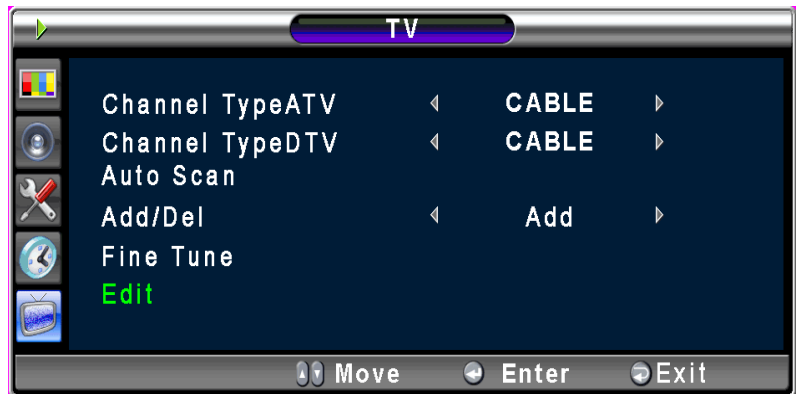 TV
Channel TypeATV CABLE
Channel TypeDTV CABLE
Auto Scan
Add/Del Add
Fine Tune
Edit
Move Enter Exit